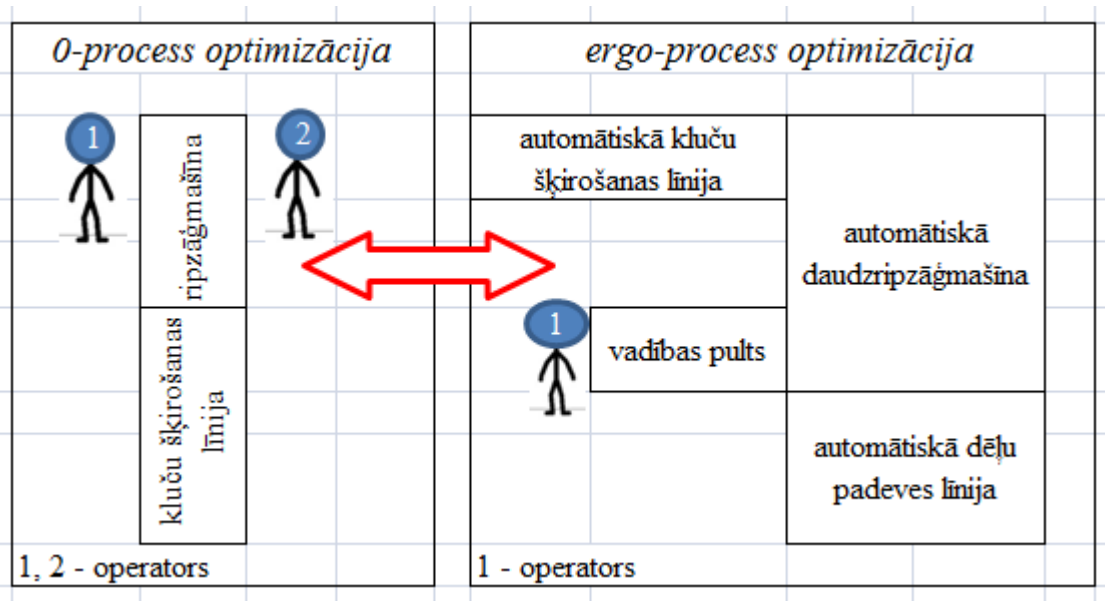 0-process optimizācija
1
2
ripzāģmašīna
kluču šķirošanas
līnija
1, 2 - operators
ergo-process optimizācija
automātiskā kluču
šķirošanas līnija
automātiskā
daudzripzāģmašīna
1
vadības pults
automātiskā dēļu
padeves līnija
1 - operators